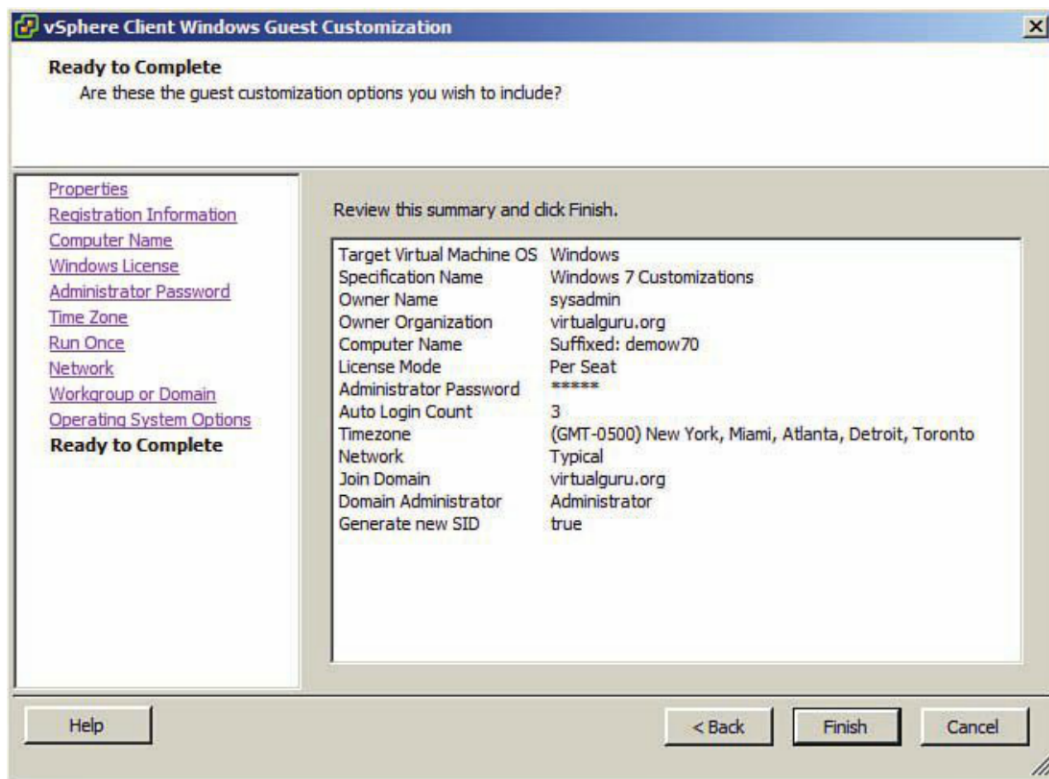 vSphere Client Windows Guest Customization
Ready to Complete
Are these the guest customization options you wish to include?
Properties
Registration Information
Computer Name
Windows License
Administrator Password
Time Zone
Run Once
Network
Workgroup or Domain
Operating System Options
Ready to Complete
Review this summary and click Finish.
Target Virtual Machine OS Windows
Specification Name Windows 7 Customizations
Owner Name sysadmin
Owner Organization virtualguru.org
Computer Name Suffixed: demow70
License Mode Per Seat
Administrator Password *****
Auto Login Count 3
Timezone (GMT-0500) New York, Miami, Atlanta, Detroit, Toronto
Network Typical
Join Domain virtualguru.org
Domain Administrator Administrator
Generate new SID true
Help < Back Finish Cancel